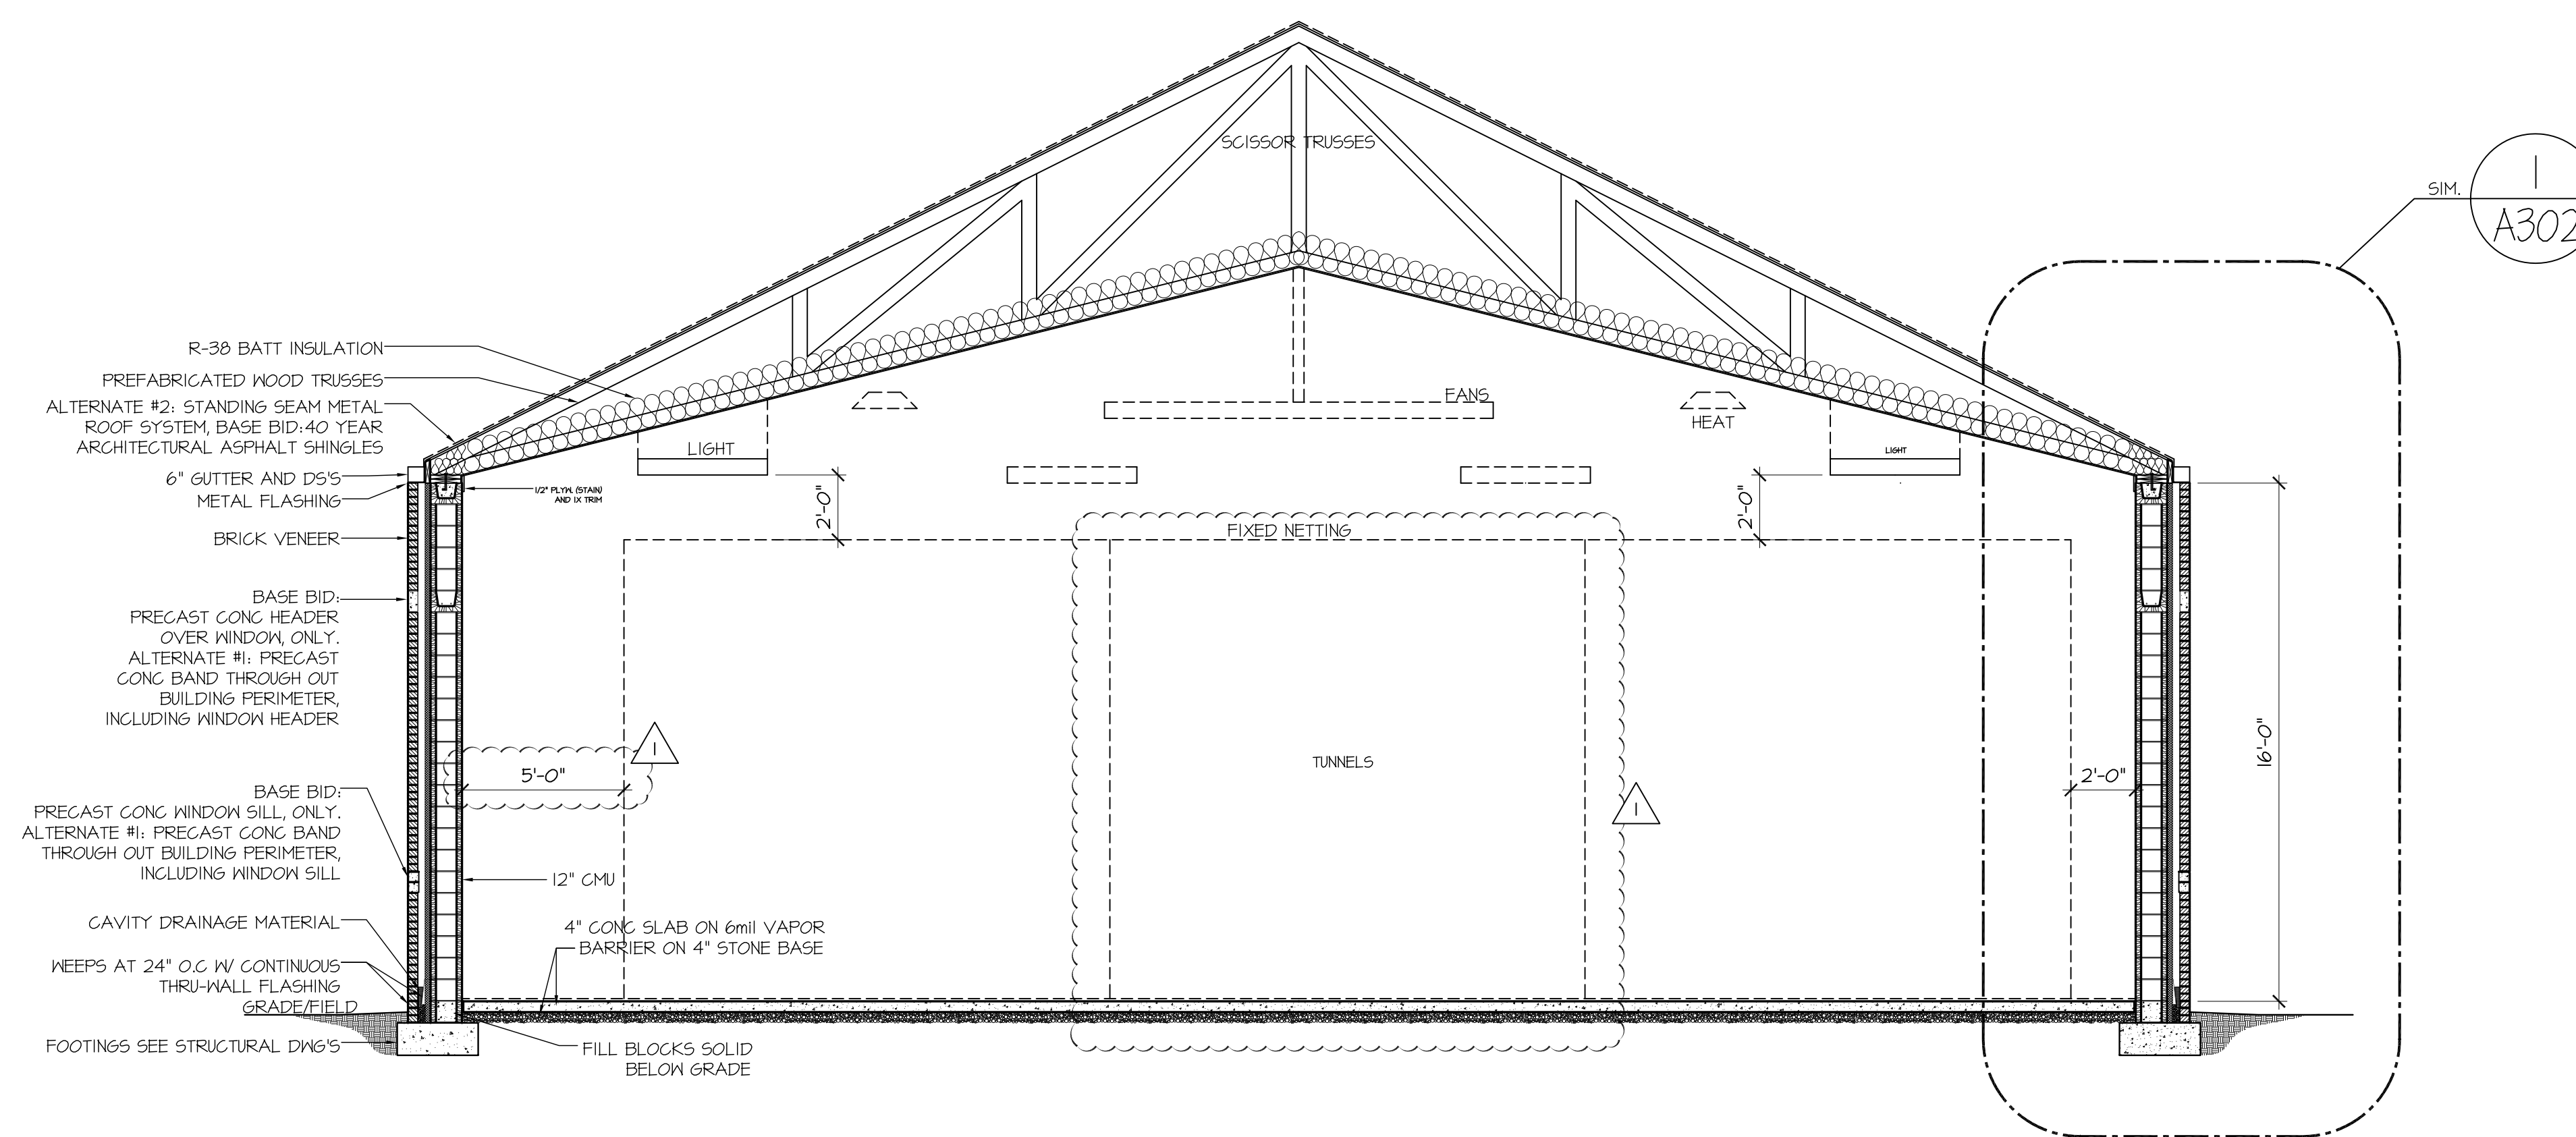 SCISSOR TRUSSES
SIM.
1
A302
R-38 BATT INSULATION
PREFABRICATED WOOD TRUSSES
ALTERNATE #2: STANDING SEAM METAL
ROOF SYSTEM, BASE BID:40 YEAR
ARCHITECTURAL ASPHALT SHINGLES
6" GUTTER AND DS'S
METAL FLASHING
BRICK VENEER
BASE BID:
PRECAST CONC HEADER
OVER WINDOW, ONLY.
ALTERNATE #1: PRECAST
CONC BAND THROUGH OUT
BUILDING PERIMETER,
INCLUDING WINDOW HEADER
BASE BID:
PRECAST CONC WINDOW SILL, ONLY.
ALTERNATE #1: PRECAST CONC BAND
THROUGH OUT BUILDING PERIMETER,
INCLUDING WINDOW SILL
CAVITY DRAINAGE MATERIAL
WEEPS AT 24" O.C W/ CONTINUOUS
THRU-WALL FLASHING
GRADE/FIELD
FOOTINGS SEE STRUCTURAL DWG'S
LIGHT
1/2" PLYW. (STAIN)
AND 1X TRIM
2'-0"
FANS
HEAT
LIGHT
2'-0"
FIXED NETTING
TUNNELS
1
5'-0"
1
2'-0"
16'-0"
12" CMU
4" CONC SLAB ON 6mil VAPOR
BARRIER ON 4" STONE BASE
FILL BLOCKS SOLID
BELOW GRADE